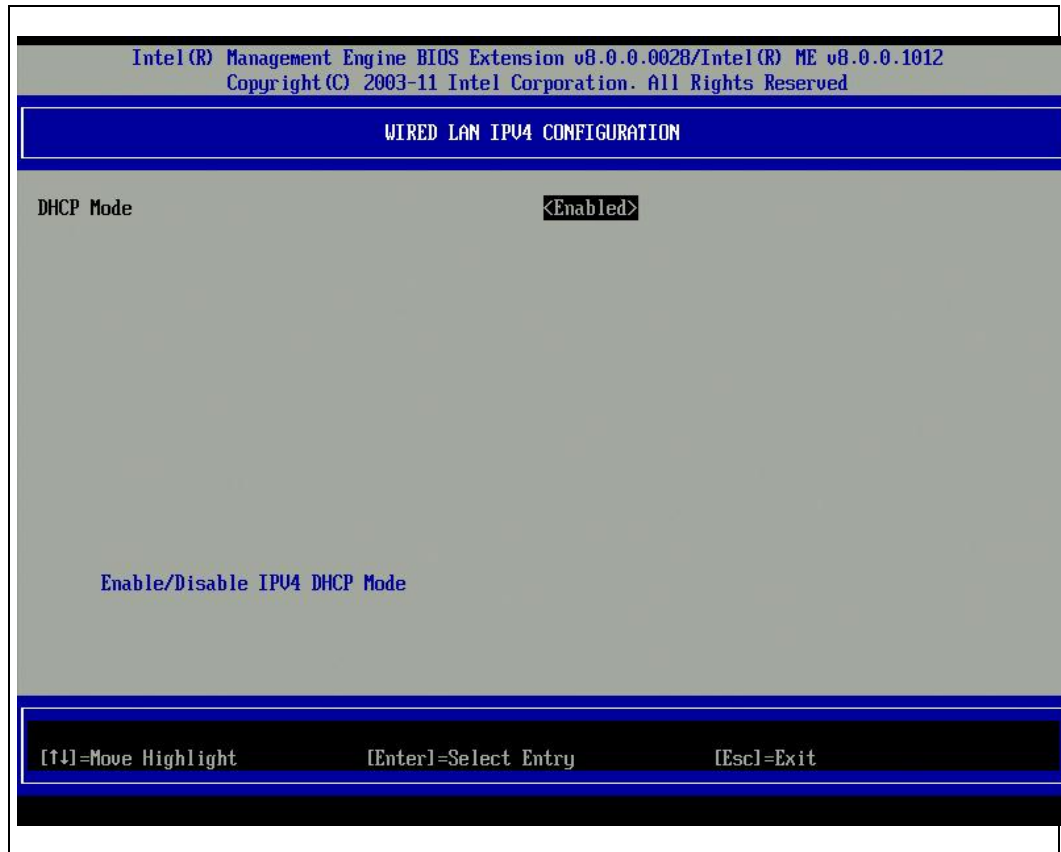 Intel(R) Management Engine BIOS Extension v8.0.0.0028/Intel(R) ME v8.0.0.1012
Copyright(C) 2003-11 Intel Corporation. All Rights Reserved
WIRED LAN IPV4 CONFIGURATION
DHCP Mode <Enabled>
Enable/Disable IPV4 DHCP Mode
[↑↓]=Move Highlight [Enter]=Select Entry [Esc]=Exit